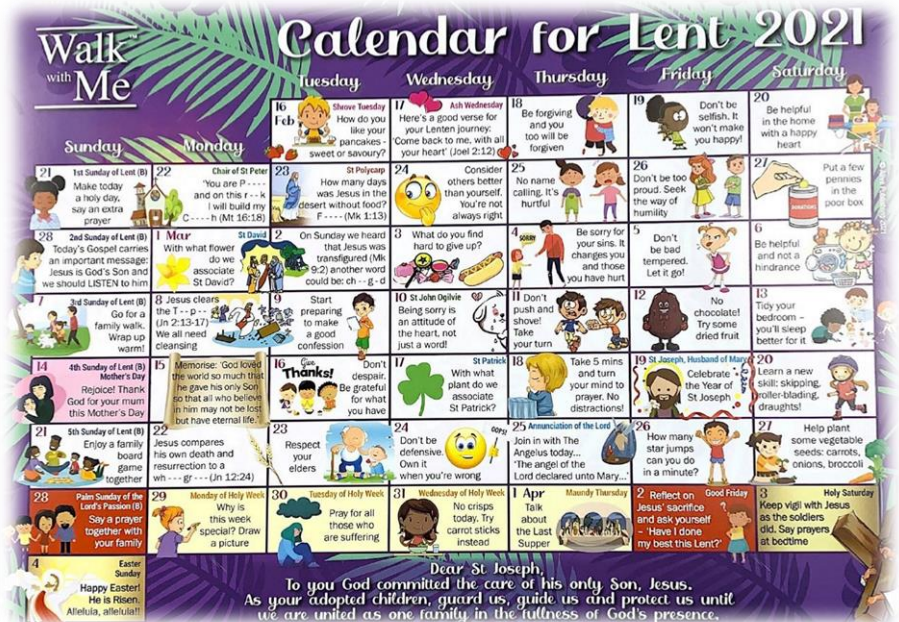 Walk
with
Me
Calendar for Lent 2021
Sunday
Monday
Tuesday
Wednesday
Thursday
Friday
Saturday
16 Shrove Tuesday
Feb How do you
like your
pancakes -
sweet or savoury?
17 Ash Wednesday
Here's a good verse for
your Lenten journey:
'Come back to me, with all
your heart' (Joel 2:12)
18
Be forgiving
and you
too will be
forgiven
19 Don't be
selfish. It
won't make
you happy!
20
Be helpful
in the home
with a happy
heart
21 1st Sunday of Lent (B)
Make today
a holy day,
say an extra
prayer
22 Chair of St Peter
'You are P - - - -
and on this r - - k
I will build my
C - - - - h (Mt 16:18)
23 St Polycarp
How many days
was Jesus in the
desert without food?
F - - - - (Mk 1:13)
24 Consider
others better
than yourself.
You're not
always right
25
No name
calling. It's
hurtful
26
Don't be too
proud. Seek
the way of
humility
27
Put a few
pennies
in the
poor box
DONATIONS
28 2nd Sunday of Lent (B)
Today's Gospel carries
an important message:
Jesus is God's Son and
we should LISTEN to him
1 Mar St David
With what flower
do we
associate
St David?
2 On Sunday we heard
that Jesus was
transfigured (Mk
9:2) another word
could be: ch - - g - d
3 What do you find
hard to give up?
4 SORRY Be sorry for
your sins. It
changes you
and those
you have hurt
5
Don't
be bad
tempered.
Let it go!
6
Be helpful
and not a
hindrance
7 3rd Sunday of Lent (B)
Go for a
family walk.
Wrap up
warm!
8 Jesus clears
the T - - p - -
(Jn 2:13-17)
We all need
cleansing
9 Start
preparing
to make
a good
confession
10 St John Ogilvie
Being sorry is
an attitude of
the heart, not
just a word!
11 Don't
push and
shove!
Take
your turn
12
No
chocolate!
Try some
dried fruit
13
Tidy your
bedroom -
you'll sleep
better for it
14 4th Sunday of Lent (B)
Mother's Day
Rejoice! Thank
God for your mum
this Mother's Day
15 Memorise: 'God loved
the world so much that
he gave his only Son
so that all who believe
in him may not be lost
but have eternal life.'
16 Give Thanks! Don't
despair.
Be grateful
for what
you have
17 St Patrick
With what
plant do we
associate
St Patrick?
18 Take 5 mins
and turn
your mind to
prayer. No
distractions!
19 St Joseph, Husband of Mary
Celebrate
the Year of
St Joseph
20
Learn a new
skill: skipping,
roller-blading,
draughts!
21 5th Sunday of Lent (B)
Enjoy a family
board
game
together
22
Jesus compares
his own death and
resurrection to a
wh - - - gr - - - (Jn 12:24)
23
Respect
your
elders
24
Don't be
defensive.
Own it
when you're wrong
OOPS!
25 Annunciation of the Lord
Join in with The
Angelus today...
'The angel of the
Lord declared unto Mary...'
26
How many
star jumps
can you do
in a minute?
27 Help plant
some vegetable
seeds: carrots,
onions, broccoli
28 Palm Sunday of the
Lord's Passion (B)
Say a prayer
together with
your family
29 Monday of Holy Week
Why is
this week
special? Draw
a picture
30 Tuesday of Holy Week
Pray for all
those who
are suffering
31 Wednesday of Holy Week
No crisps
today. Try
carrot sticks
instead
1 Apr Maundy Thursday
Talk
about
the Last
Supper
2 Reflect on Good Friday
Jesus' sacrifice
and ask yourself
- 'Have I done
my best this Lent?'
3 Holy Saturday
Keep vigil with Jesus
as the soldiers
did. Say prayers
at bedtime
4 Easter
Sunday
Happy Easter!
He is Risen.
Alleluia, alleluia!!
Dear St Joseph,
To you God committed the care of his only Son, Jesus.
As your adopted children, guard us, guide us and protect us until
we are united as one family in the fullness of God's presence.